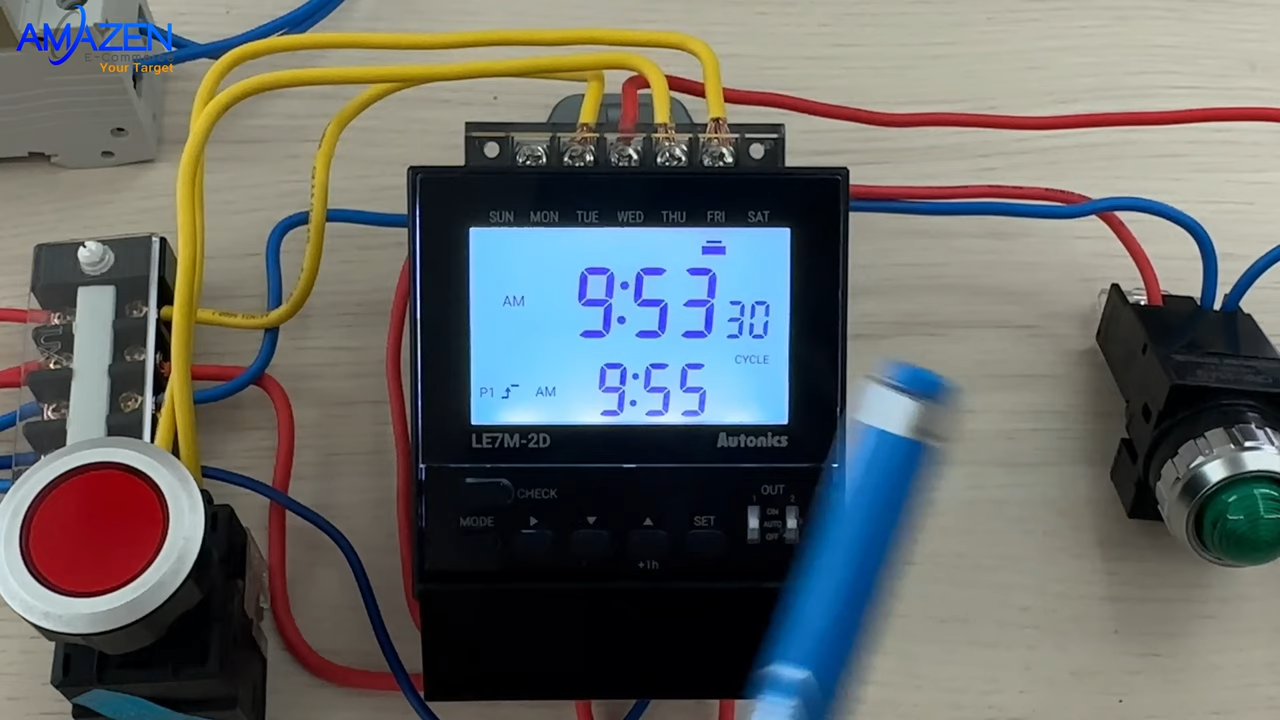 AMAZEN
E-Commerce
Your Target
SUN MON TUE WED THU FRI SAT
AM 9:53 30
CYCLE
P1 AM 9:55
LE7M-2D Autonics
CHECK
OUT
1 2
ON
AUTO
OFF
MODE SET
+1h